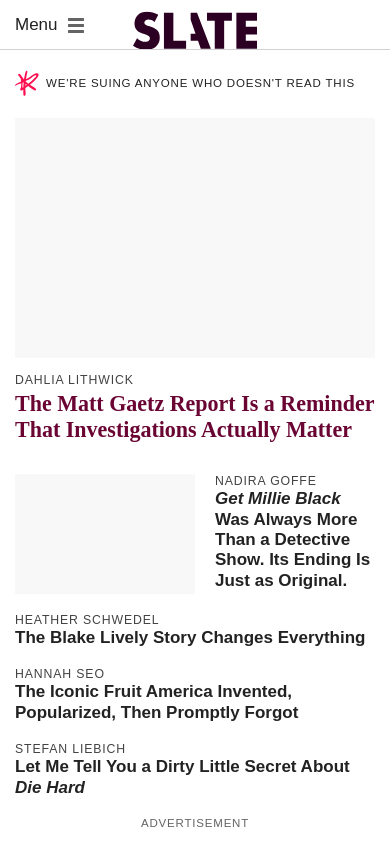 Menu
SLATE
WE'RE SUING ANYONE WHO DOESN'T READ THIS
DAHLIA LITHWICK
The Matt Gaetz Report Is a Reminder
That Investigations Actually Matter
NADIRA GOFFE
Get Millie Black
Was Always More
Than a Detective
Show. Its Ending Is
Just as Original.
HEATHER SCHWEDEL
The Blake Lively Story Changes Everything
HANNAH SEO
The Iconic Fruit America Invented,
Popularized, Then Promptly Forgot
STEFAN LIEBICH
Let Me Tell You a Dirty Little Secret About
Die Hard
ADVERTISEMENT